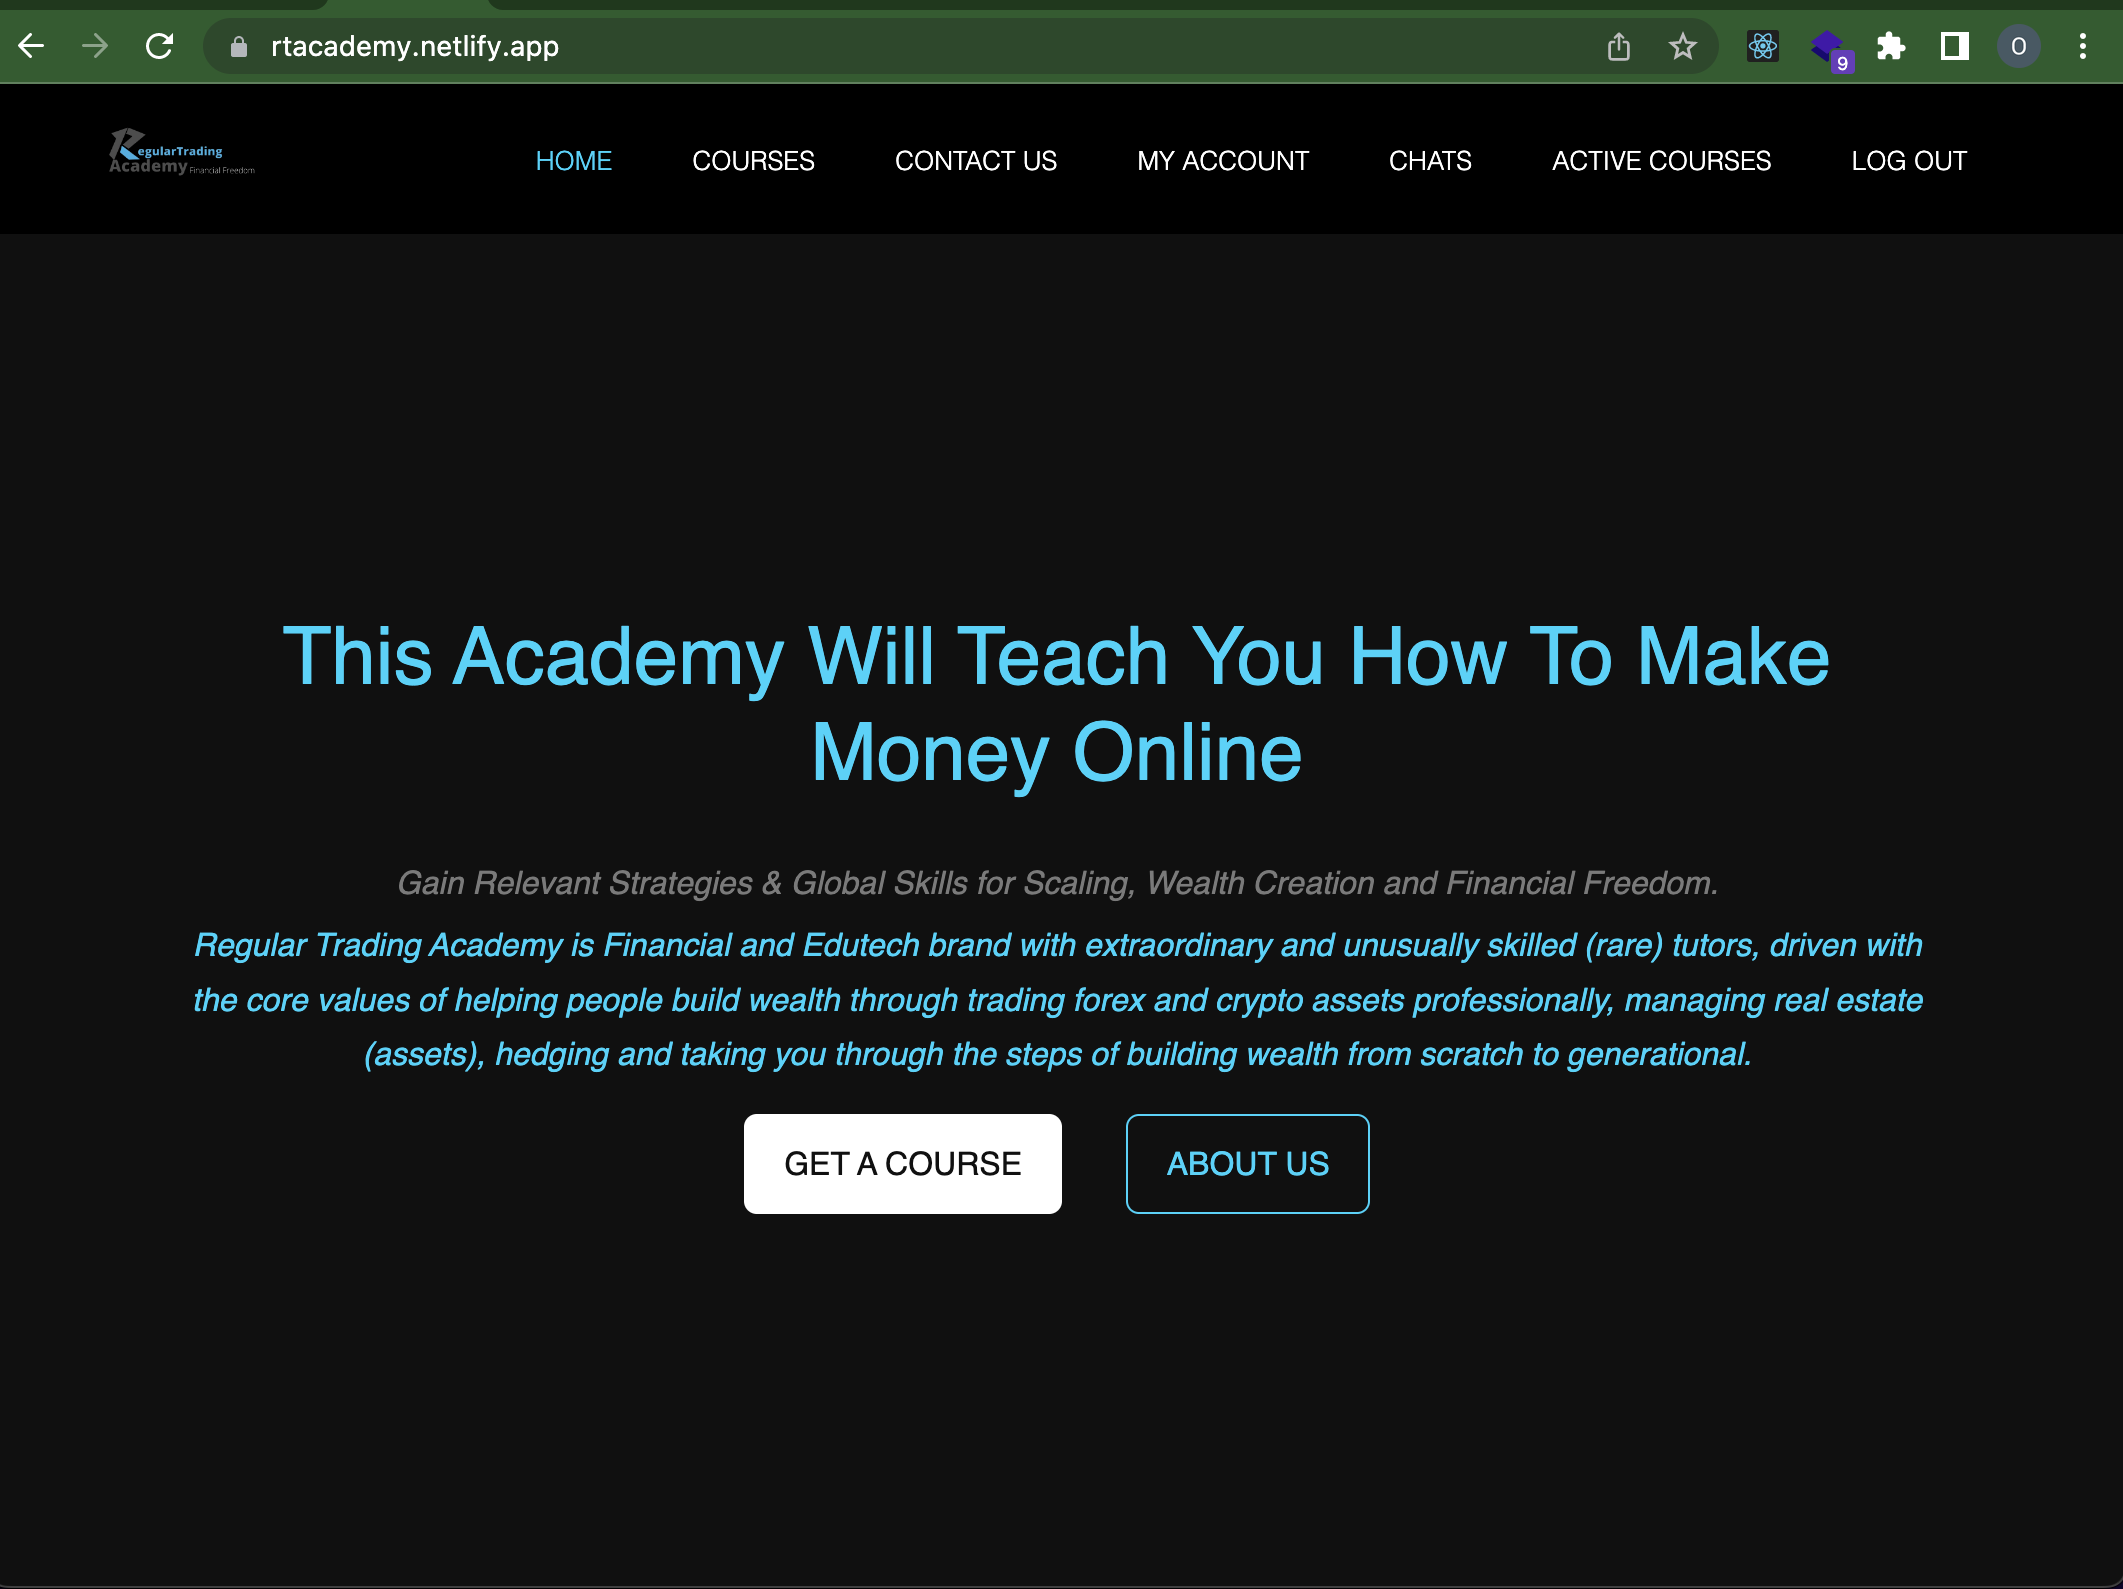 rtacademy.netlify.app
9
O
RegularTrading
Academy Financial Freedom
HOME COURSES CONTACT US MY ACCOUNT CHATS ACTIVE COURSES LOG OUT
This Academy Will Teach You How To Make
Money Online
Gain Relevant Strategies & Global Skills for Scaling, Wealth Creation and Financial Freedom.
Regular Trading Academy is Financial and Edutech brand with extraordinary and unusually skilled (rare) tutors, driven with
the core values of helping people build wealth through trading forex and crypto assets professionally, managing real estate
(assets), hedging and taking you through the steps of building wealth from scratch to generational.
GET A COURSE ABOUT US